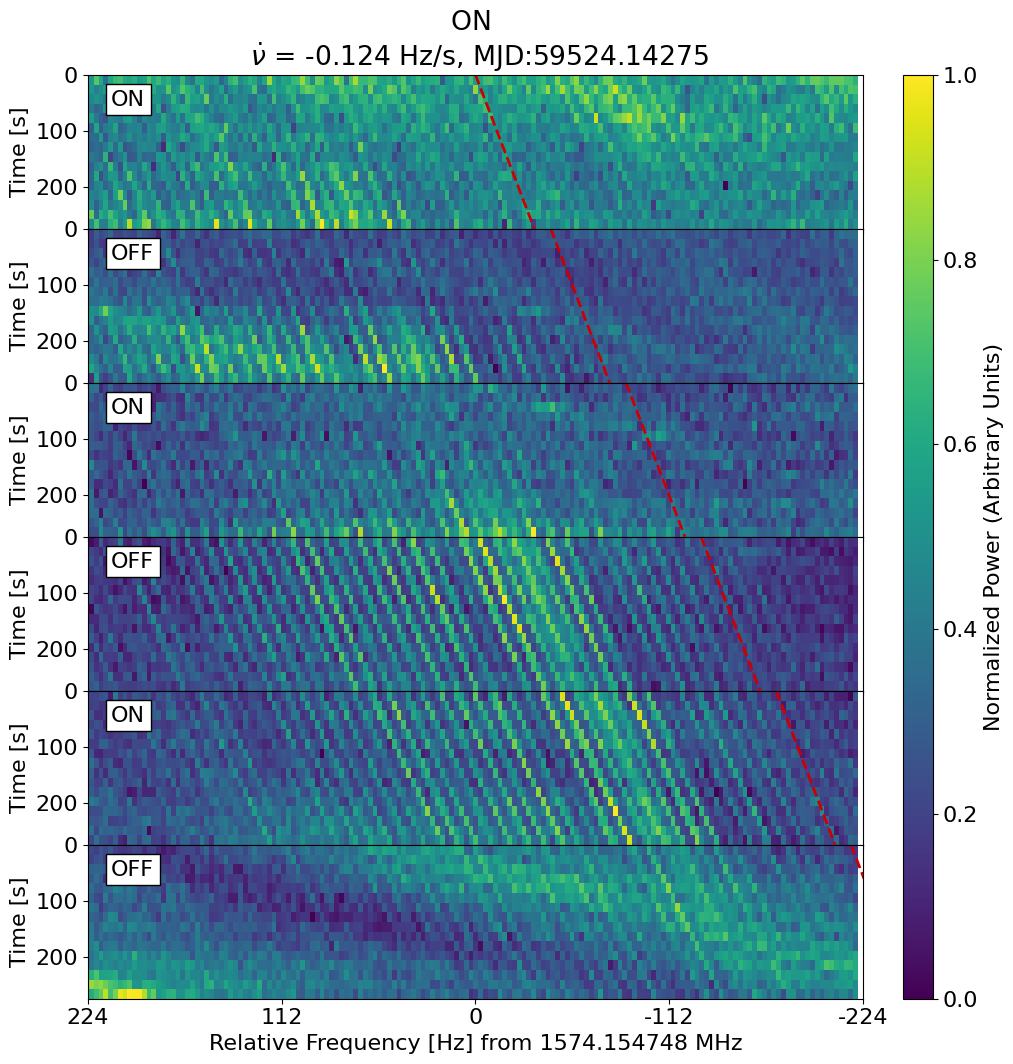 ON
ν̇ = -0.124 Hz/s, MJD:59524.14275
ON
OFF
ON
OFF
ON
OFF
Time [s]
0
100
200
Time [s]
0
100
200
Time [s]
0
100
200
Time [s]
0
100
200
Time [s]
0
100
200
Time [s]
0
100
200
224
112
0
-112
-224
Relative Frequency [Hz] from 1574.154748 MHz
1.0
0.8
0.6
0.4
0.2
0.0
Normalized Power (Arbitrary Units)